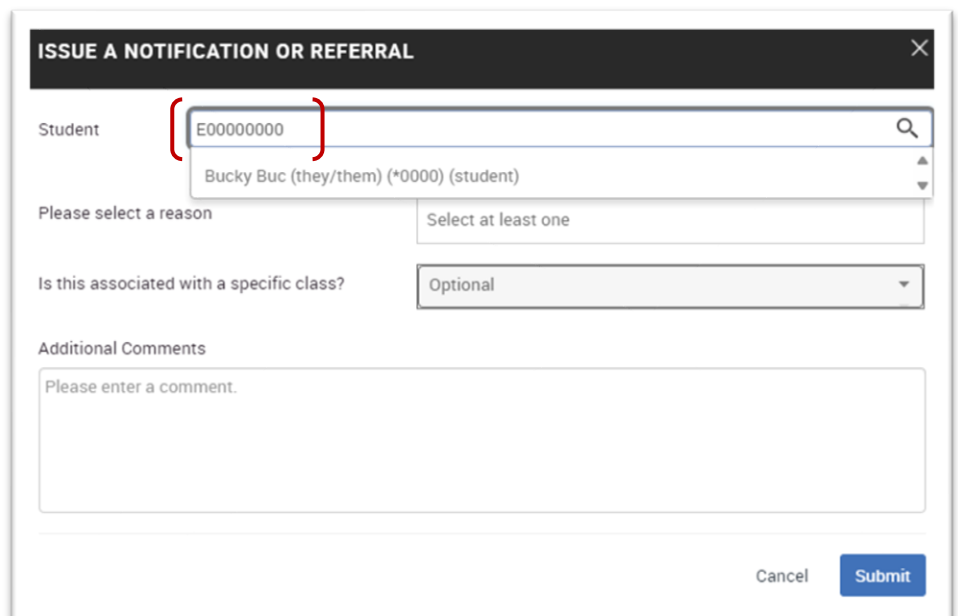 ISSUE A NOTIFICATION OR REFERRAL
Student
E00000000
Bucky Buc (they/them) (*0000) (student)
Please select a reason
Select at least one
Is this associated with a specific class?
Optional
Additional Comments
Please enter a comment.
Cancel
Submit